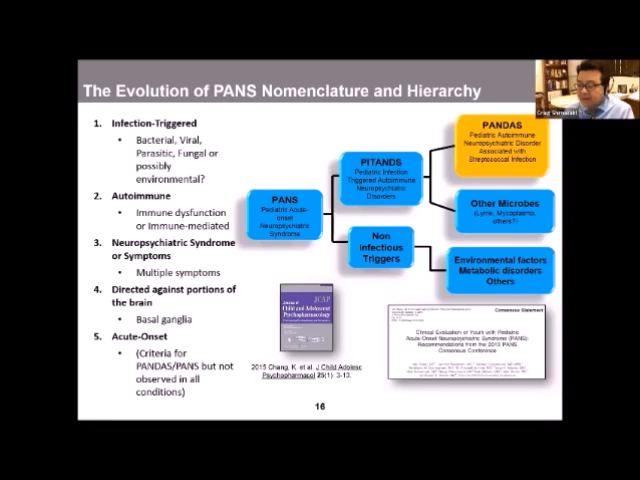 The Evolution of PANS Nomenclature and Hierarchy
1. Infection-Triggered
• Bacterial, Viral,
Parasitic, Fungal or
possibly
environmental?
2. Autoimmune
• Immune dysfunction
or Immune-mediated
3. Neuropsychiatric Syndrome
or Symptoms
• Multiple symptoms
4. Directed against portions of
the brain
• Basal ganglia
5. Acute-Onset
• (Criteria for
PANDAS/PANS but not
observed in all
conditions)
PANS
Pediatric Acute-
onset
Neuropsychiatric
Syndrome
PITANDS
Pediatric Infection
Triggered Autoimmune
Neuropsychiatric
Disorders
Non
infectious
Triggers
PANDAS
Pediatric Autoimmune
Neuropsychiatric Disorder
Associated with
Streptococcal Infection
Other Microbes
(Lyme, Mycoplasma,
others?)
Environmental factors
Metabolic disorders
Others
JCAP
Child and Adolescent
Psychopharmacology
2015 Chang, K. et al. J Child Adolesc
Psychopharmacol 25(1): 3-13.
Consensus Statement
Clinical Evaluation of Youth with Pediatric
Acute-Onset Neuropsychiatric Syndrome (PANS):
Recommendations from the 2013 PANS
Consensus Conference
16
Craig Shimasaki